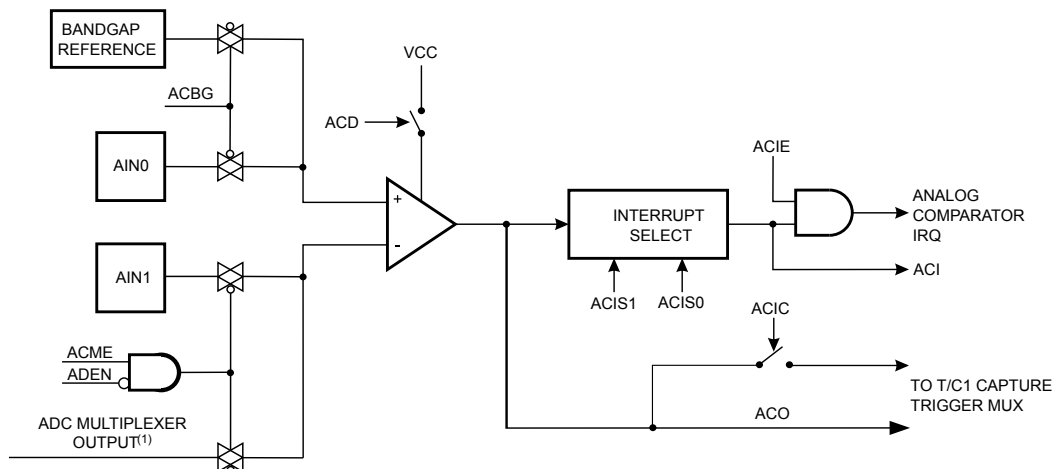 BANDGAP
REFERENCE
VCC
ACBG
ACD
AIN0
ACIE
+
-
INTERRUPT
SELECT
ANALOG
COMPARATOR
IRQ
AIN1
ACI
ACIS1
ACIS0
ACIC
ACME
ADEN
TO T/C1 CAPTURE
TRIGGER MUX
ACO
ADC MULTIPLEXER
OUTPUT(1)